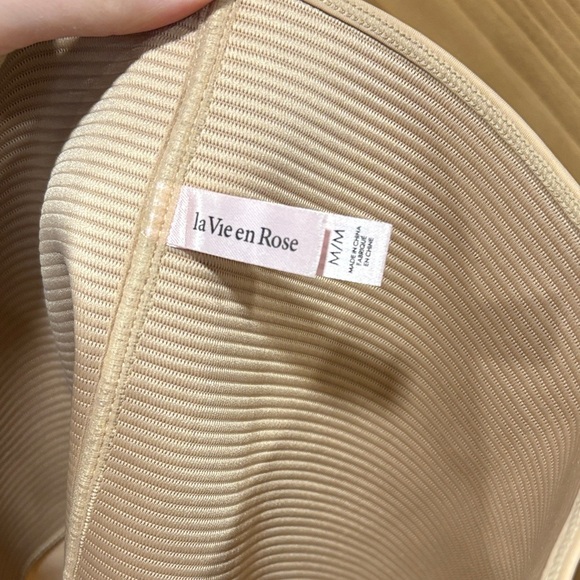 la Vie en Rose
M/M
MADE IN CHINA
FABRIQUÉ
EN CHINE